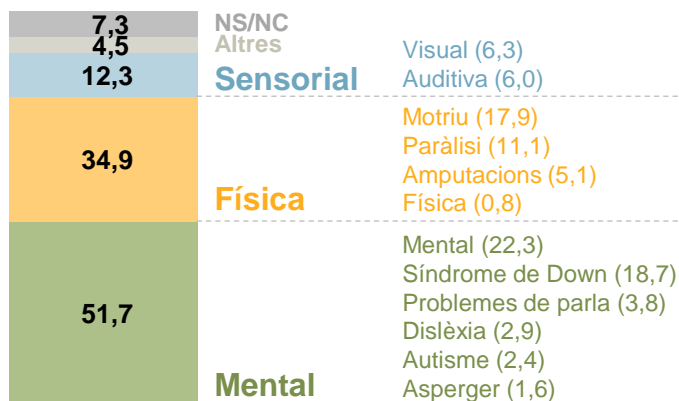 7,3 NS/NC
4,5 Altres
12,3 Sensorial
Visual (6,3)
Auditiva (6,0)
34,9 Física
Motriu (17,9)
Paràlisi (11,1)
Amputacions (5,1)
Física (0,8)
51,7 Mental
Mental (22,3)
Síndrome de Down (18,7)
Problemes de parla (3,8)
Dislèxia (2,9)
Autisme (2,4)
Asperger (1,6)